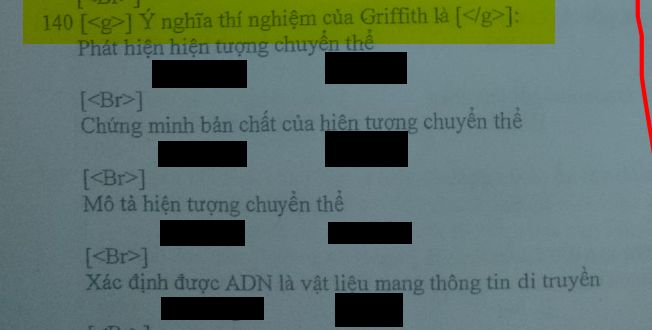 140 [<g>] Ý nghĩa thí nghiệm của Griffith là [</g>]:
Phát hiện hiện tượng chuyển thể
[<Br>]
Chứng minh bản chất của hiện tượng chuyển thể
[<Br>]
Mô tả hiện tượng chuyển thể
[<Br>]
Xác định được ADN là vật liệu mang thông tin di truyền